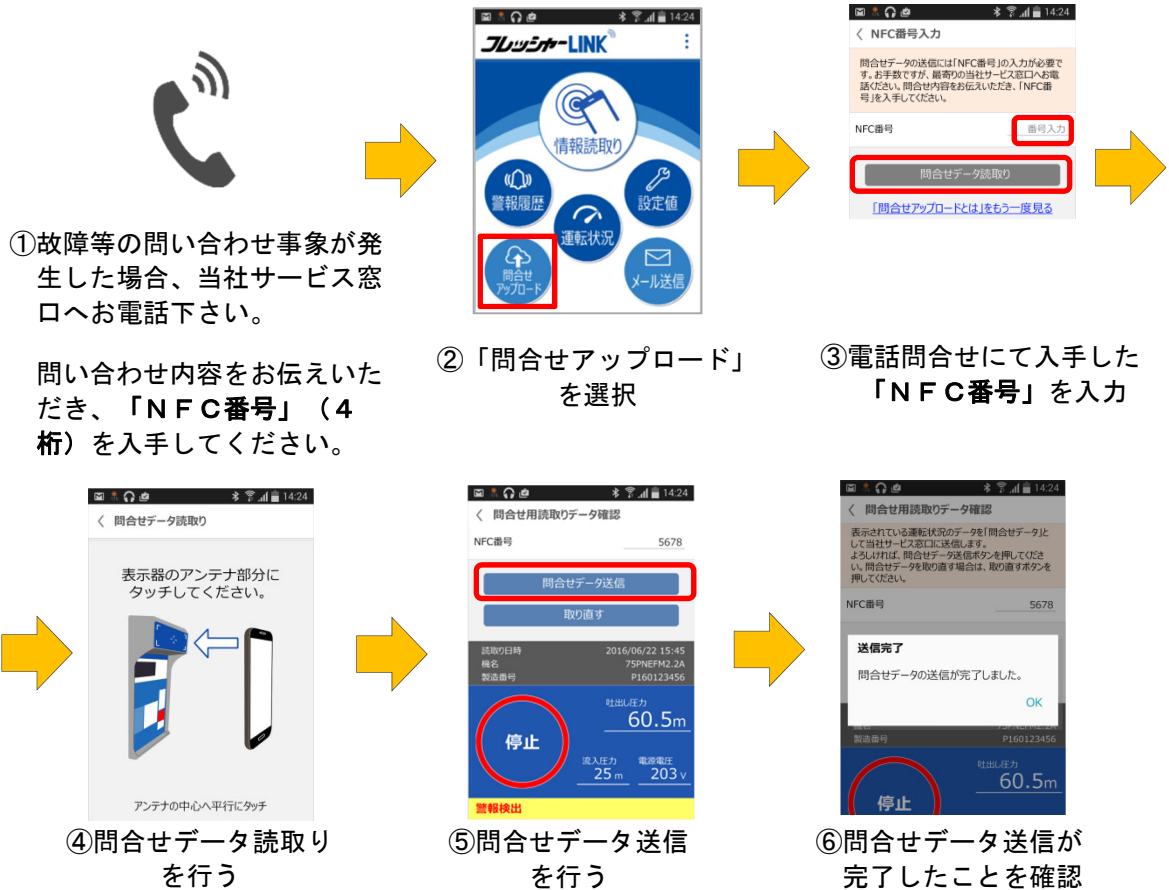 ①故障等の問い合わせ事象が発
生した場合、当社サービス窓
口へお電話下さい。
問い合わせ内容をお伝えいた
だき、「ＮＦＣ番号」（４
桁）を入手してください。
14:24
フレッシャーLINK
情報読取り
警報履歴
設定値
運転状況
問合せ
アップロード
メール送信
②「問合せアップロード」
を選択
14:24
NFC番号入力
問合せデータの送信には「NFC番号」の入力が必要で
す。お手数ですが、最寄りの当社サービス窓口へお電
話ください。問合せ内容をお伝えいただき、「NFC番
号」を入手してください。
NFC番号 番号入力
問合せデータ読取り
「問合せアップロードとは」をもう一度見る
③電話問合せにて入手した
「ＮＦＣ番号」を入力
14:24
問合せデータ読取り
表示器のアンテナ部分に
タッチしてください。
アンテナの中心へ平行にタッチ
④問合せデータ読取り
を行う
14:24
問合せ用読取りデータ確認
NFC番号 5678
問合せデータ送信
取り直す
読取り日時 2016/06/22 15:45
機名 75PNEFM2.2A
製造番号 P160123456
停止
吐出し圧力
60.5m
流入圧力 電源電圧
25 m 203 v
警報検出
⑤問合せデータ送信
を行う
14:24
問合せ用読取りデータ確認
表示されている運転状況のデータを「問合せデータ」と
して当社サービス窓口に送信します。
よろしければ、問合せデータ送信ボタンを押してくださ
い。問合せデータを取り直す場合は、取り直すボタンを
押してください。
NFC番号 5678
送信完了
問合せデータの送信が完了しました。
OK
製造番号 P160123456
吐出し圧力
60.5m
停止
⑥問合せデータ送信が
完了したことを確認